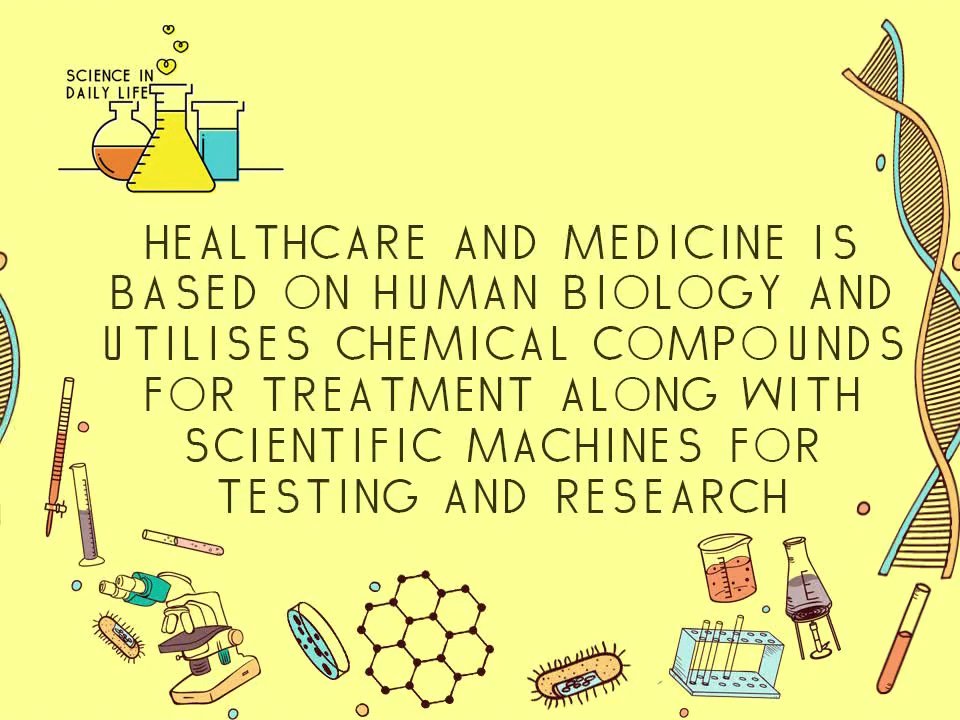 SCIENCE IN
DAILY LIFE
HEALTHCARE AND MEDICINE IS
BASED ON HUMAN BIOLOGY AND
UTILISES CHEMICAL COMPOUNDS
FOR TREATMENT ALONG WITH
SCIENTIFIC MACHINES FOR
TESTING AND RESEARCH